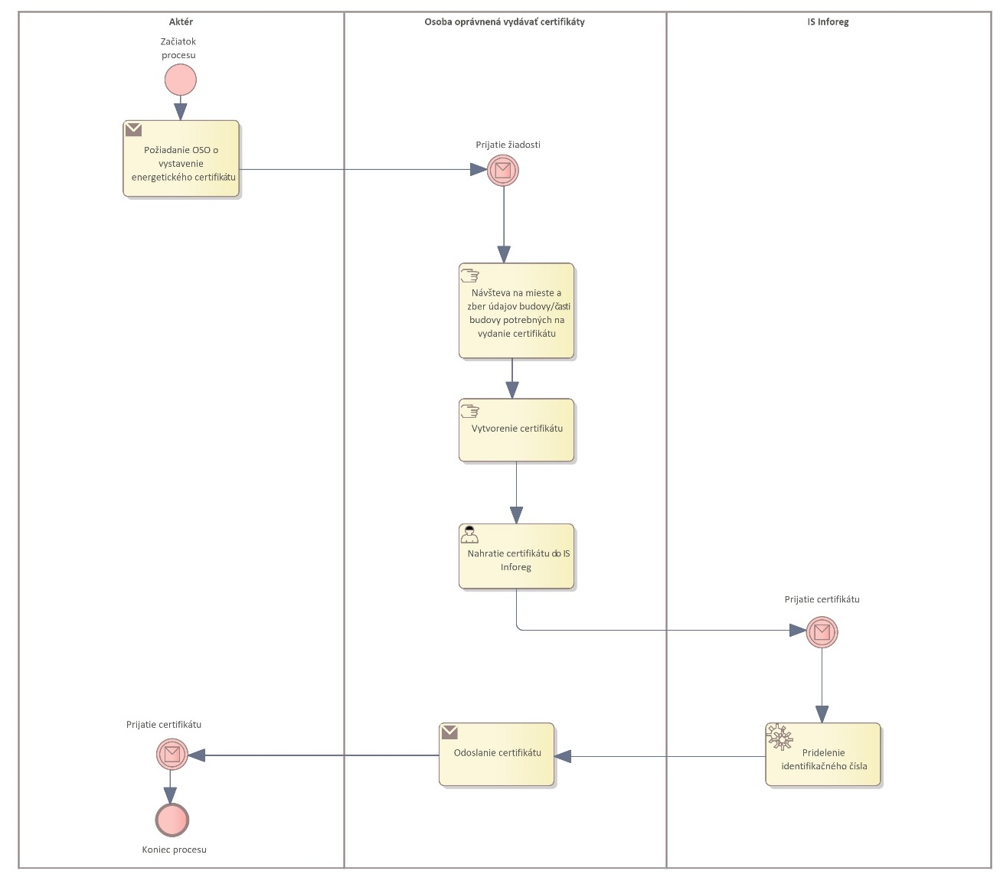 Aktér
Osoba oprávnená vydávať certifikáty
IS Inforeg
Začiatok
procesu
Požiadanie OSO o
vystavenie
energetického certifikátu
Prijatie žiadosti
Návšteva na mieste a
zber údajov budovy/časti
budovy potrebných na
vydanie certifikátu
Vytvorenie certifikátu
Nahratie certifikátu do IS
Inforeg
Prijatie certifikátu
Pridelenie
identifikačného čísla
Odoslanie certifikátu
Prijatie certifikátu
Koniec procesu